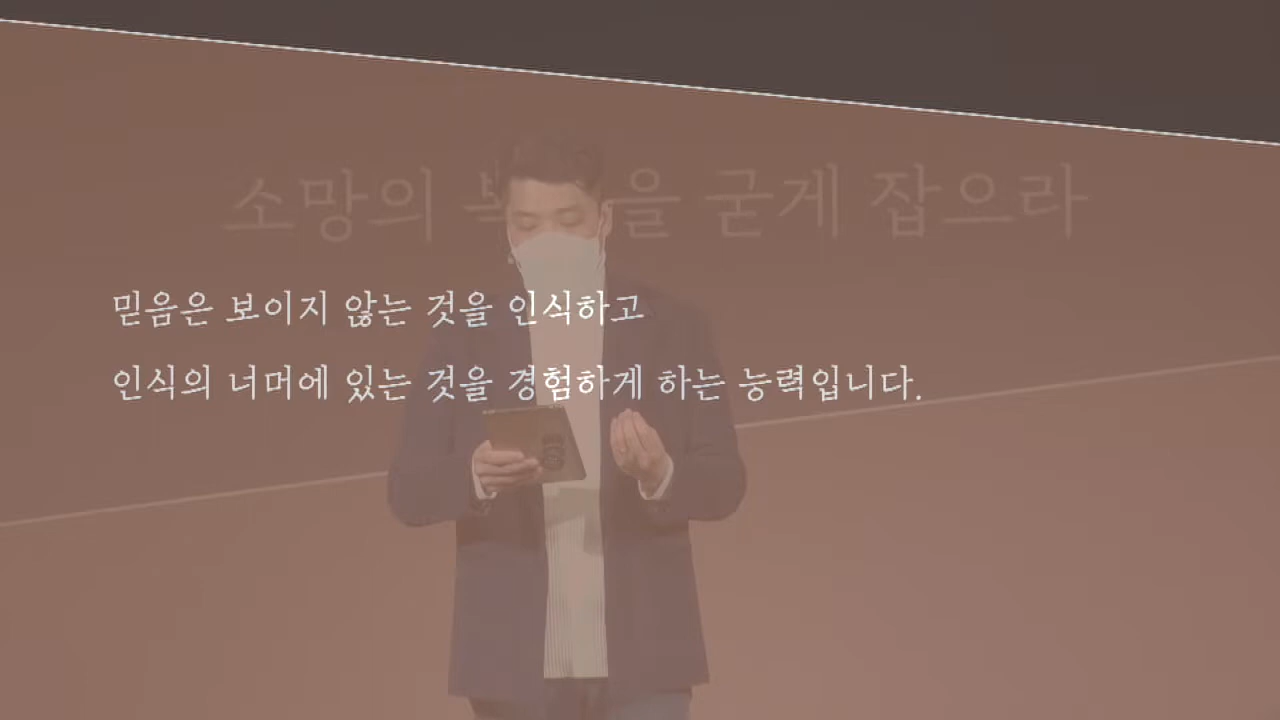 소망의 을 굳게 잡으라
믿음은 보이지 않는 것을 인식하고
인식의 너머에 있는 것을 경험하게 하는 능력입니다.